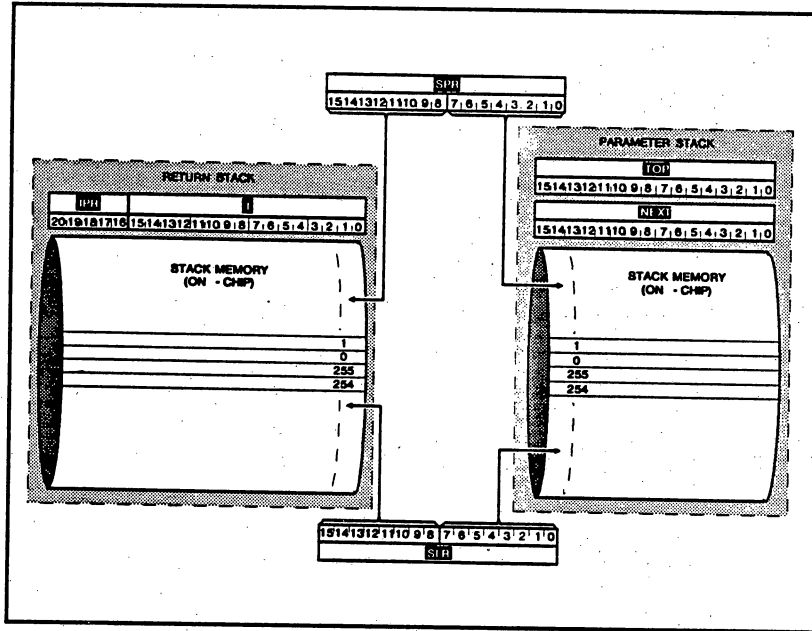 SPR
15 14 13 12 11 10 9 8 7 6 5 4 3 2 1 0
RETURN STACK
IPR I
20 19 18 17 16 15 14 13 12 11 10 9 8 7 6 5 4 3 2 1 0
STACK MEMORY
(ON - CHIP)
1
0
255
254
PARAMETER STACK
TOP
15 14 13 12 11 10 9 8 7 6 5 4 3 2 1 0
NEXT
15 14 13 12 11 10 9 8 7 6 5 4 3 2 1 0
STACK MEMORY
(ON - CHIP)
1
0
255
254
15 14 13 12 11 10 9 8 7 6 5 4 3 2 1 0